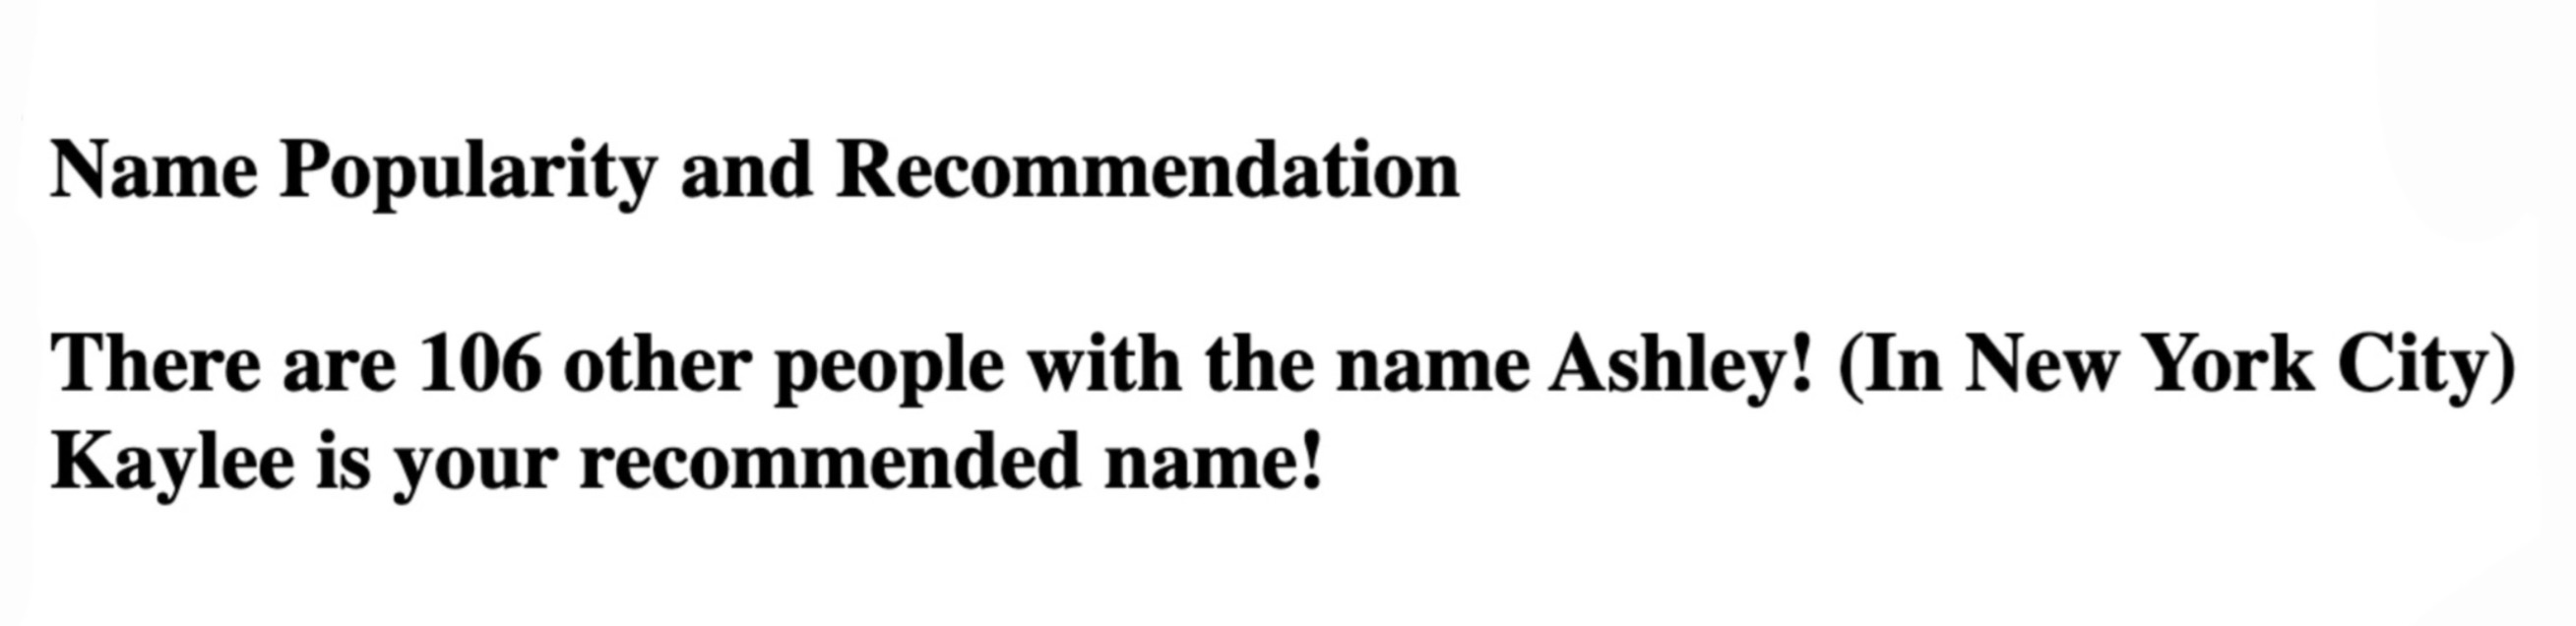 Name Popularity and Recommendation
There are 106 other people with the name Ashley! (In New York City)
Kaylee is your recommended name!